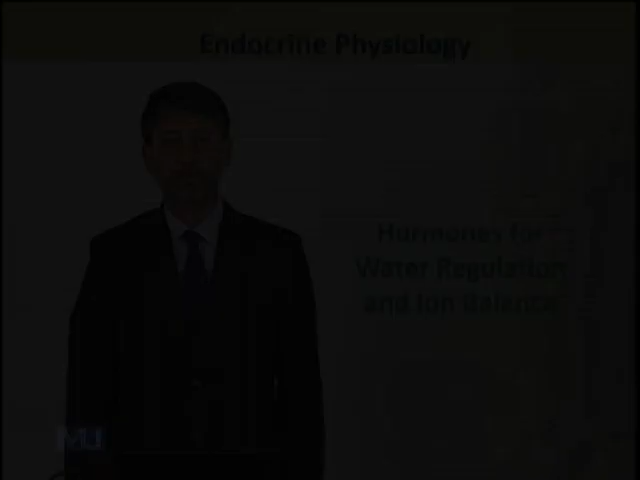 Endocrine Physiology
Hormones for
Water Regulation
and Ion Balance